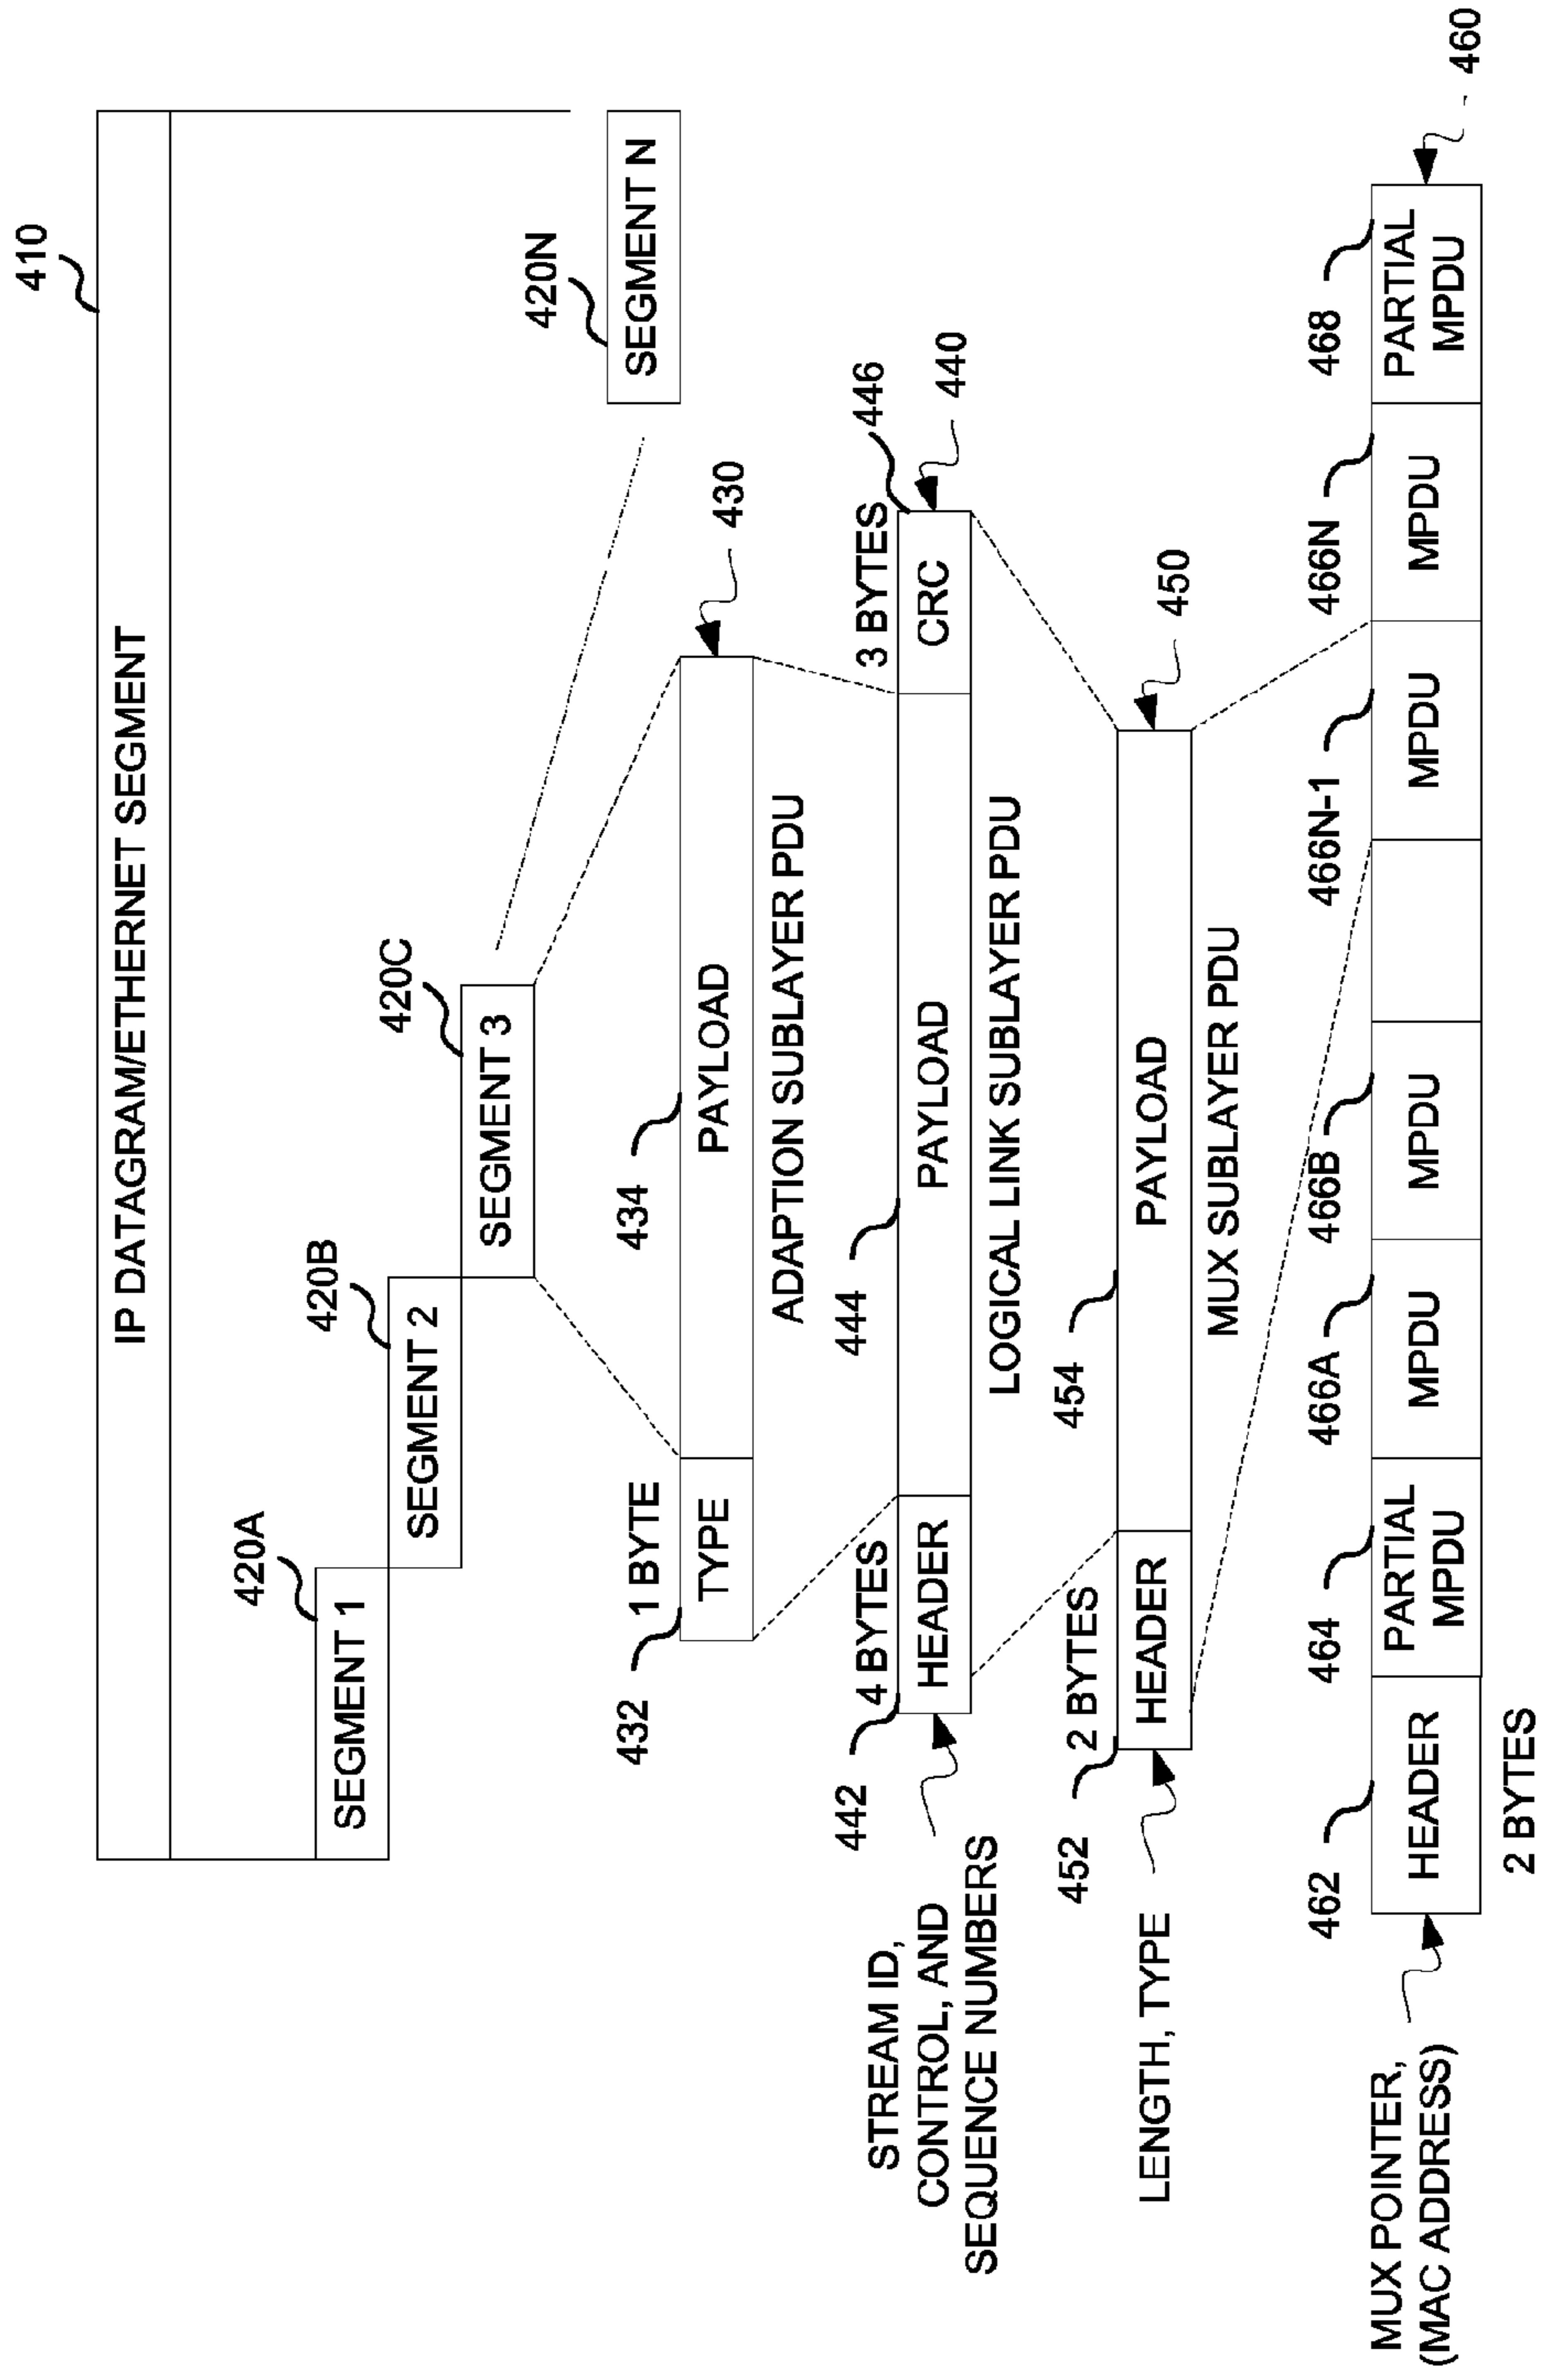 410
IP DATAGRAM/ETHERNET SEGMENT
420A
SEGMENT 1
420B
SEGMENT 2
420C
SEGMENT 3
420N
SEGMENT N
432
1 BYTE
434
430
TYPE
PAYLOAD
ADAPTION SUBLAYER PDU
442
4 BYTES
444
3 BYTES
446
440
HEADER
PAYLOAD
CRC
STREAM ID,
CONTROL, AND
SEQUENCE NUMBERS
LOGICAL LINK SUBLAYER PDU
452
2 BYTES
454
450
LENGTH, TYPE
HEADER
PAYLOAD
MUX SUBLAYER PDU
462
464
466A
466B
466N-1
466N
468
460
MUX POINTER,
(MAC ADDRESS)
HEADER
PARTIAL
MPDU
MPDU
MPDU
MPDU
MPDU
PARTIAL
MPDU
2 BYTES